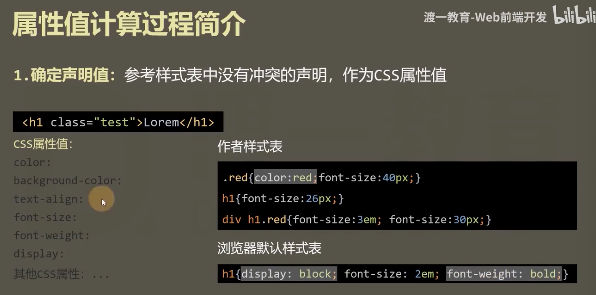 属性值计算过程简介
渡一教育-Web前端开发 bilibili
1.确定声明值：参考样式表中没有冲突的声明，作为CSS属性值
<h1 class="test">Lorem</h1>
CSS属性值：
color:
background-color:
text-align:
font-size:
font-weight:
display:
其他CSS属性：...
作者样式表
.red{color:red;font-size:40px;}
h1{font-size:26px;}
div h1.red{font-size:3em; font-size:30px;}
浏览器默认样式表
h1{display: block; font-size: 2em; font-weight: bold;}